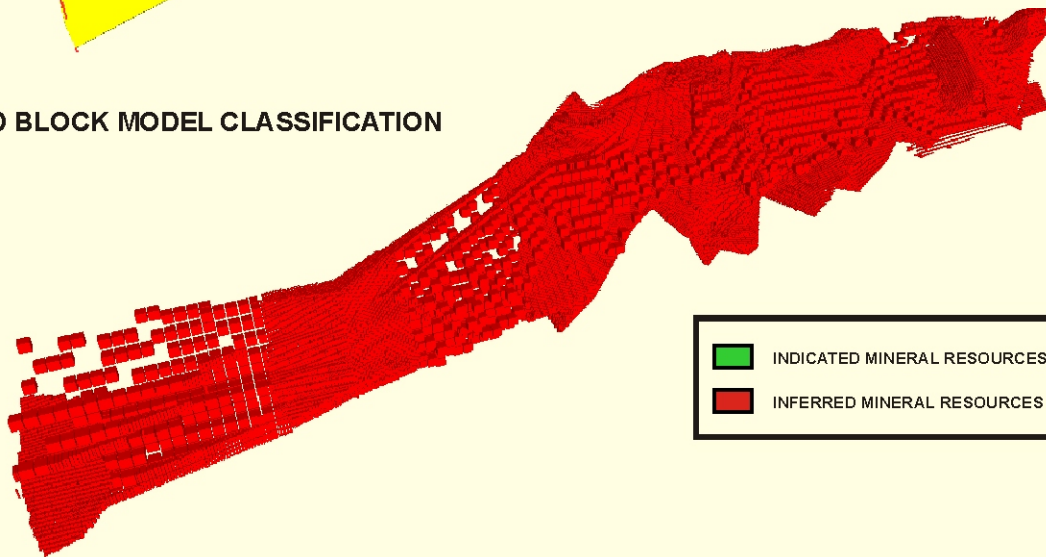 BLOCK MODEL CLASSIFICATION
INDICATED MINERAL RESOURCES
INFERRED MINERAL RESOURCES